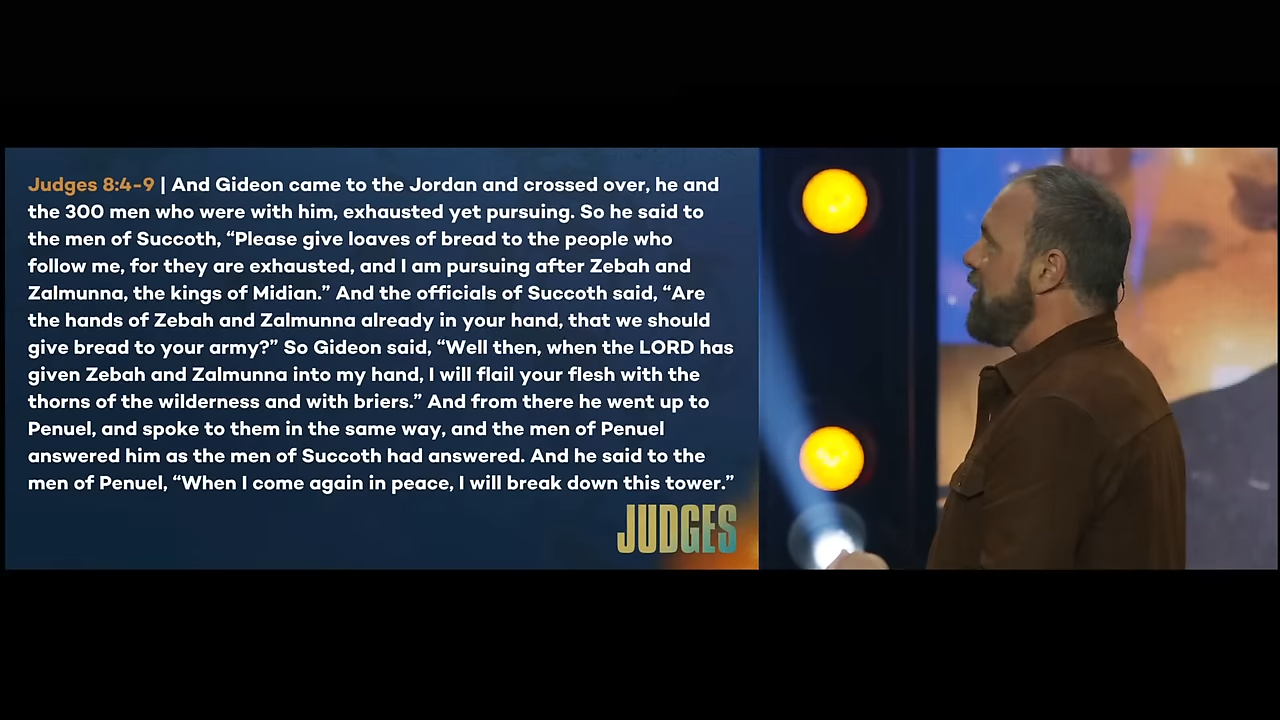 Judges 8:4-9 | And Gideon came to the Jordan and crossed over, he and
the 300 men who were with him, exhausted yet pursuing. So he said to
the men of Succoth, “Please give loaves of bread to the people who
follow me, for they are exhausted, and I am pursuing after Zebah and
Zalmunna, the kings of Midian.” And the officials of Succoth said, “Are
the hands of Zebah and Zalmunna already in your hand, that we should
give bread to your army?” So Gideon said, “Well then, when the LORD has
given Zebah and Zalmunna into my hand, I will flail your flesh with the
thorns of the wilderness and with briers.” And from there he went up to
Penuel, and spoke to them in the same way, and the men of Penuel
answered him as the men of Succoth had answered. And he said to the
men of Penuel, “When I come again in peace, I will break down this tower.”
JUDGES